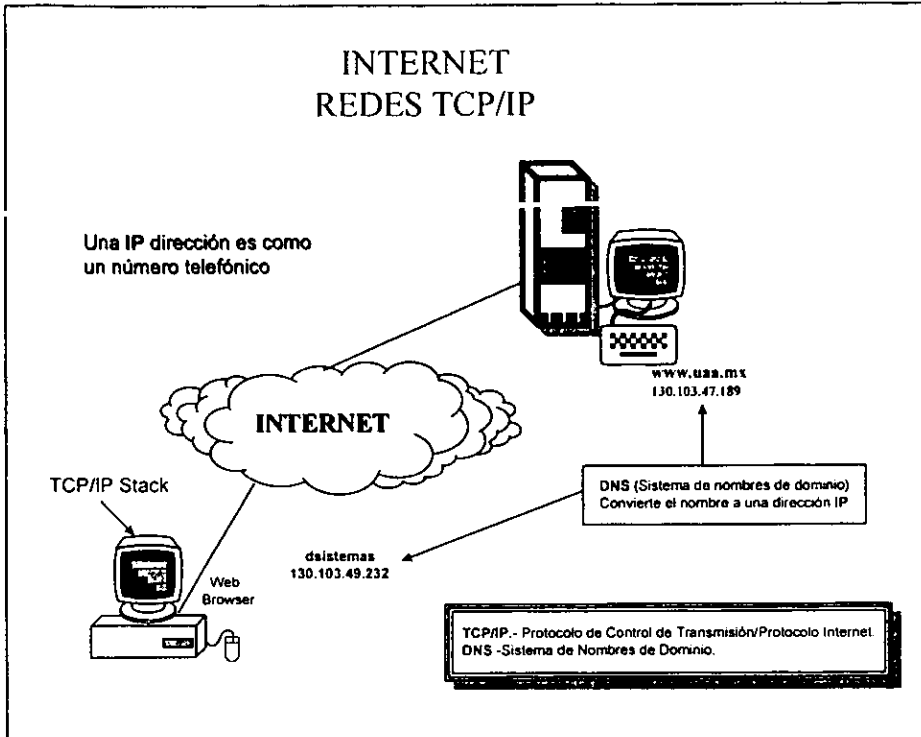 INTERNET
REDES TCP/IP
Una IP dirección es como
un número telefónico
www.uaa.mx
130.103.47.189
INTERNET
DNS (Sistema de nombres de dominio)
Convierte el nombre a una dirección IP
TCP/IP Stack
dsistemas
130.103.49.232
Web
Browser
TCP/IP.- Protocolo de Control de Transmisión/Protocolo Internet.
DNS -Sistema de Nombres de Dominio.